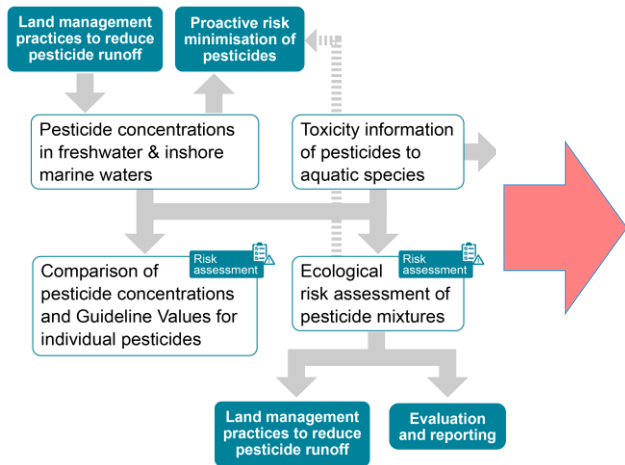 Land management
practices to reduce
pesticide runoff
Proactive risk
minimisation of
pesticides
Pesticide concentrations
in freshwater & inshore
marine waters
Toxicity information
of pesticides to
aquatic species
Risk
assessment
Comparison of
pesticide concentrations
and Guideline Values for
individual pesticides
Risk
assessment
Ecological
risk assessment of
pesticide mixtures
Land management
practices to reduce
pesticide runoff
Evaluation
and reporting